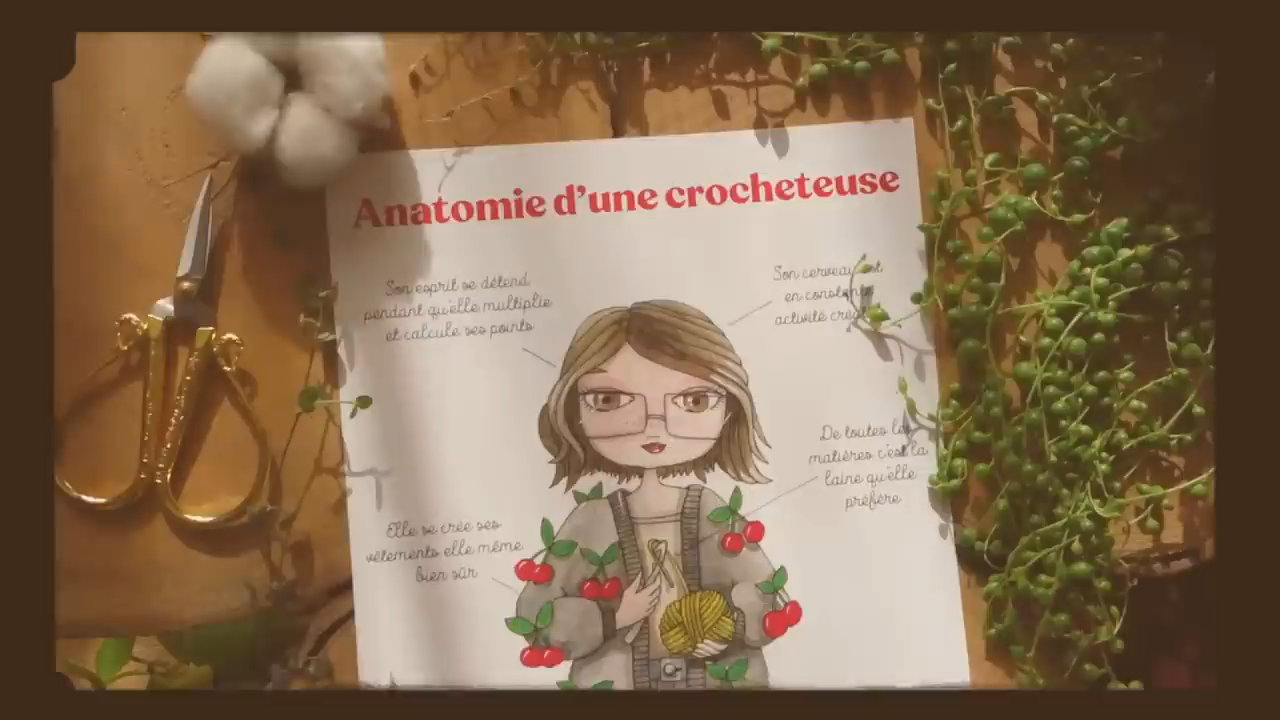 Anatomie d'une crocheteuse
Son esprit se détend
pendant qu'elle multiplie
et calcule ses points
Son cerveau est
en constante
activité
De toutes les
matières c'est la
laine qu'elle
préfère
Elle se crée ses
vêtements elle même
bien sûr